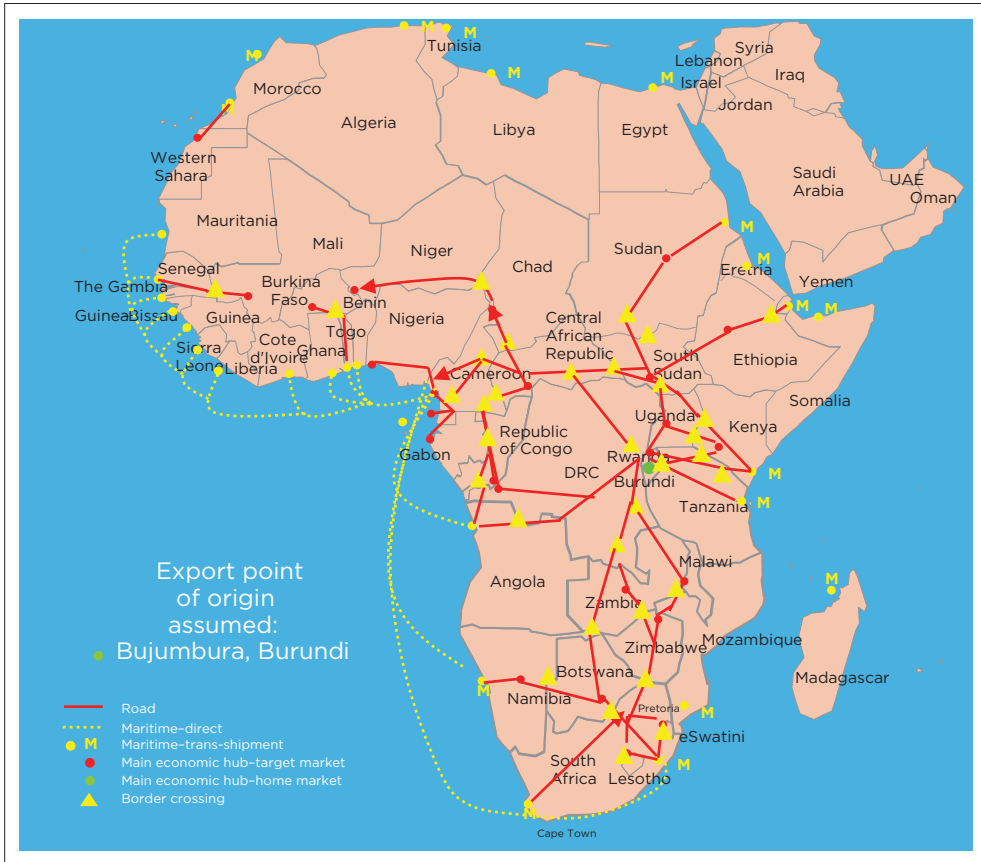 M
M
Tunisia
M
Morocco
M
Algeria
Libya
M
Egypt
Lebanon
Syria
Israel
Iraq
Jordan
M
Western
Sahara
Saudi
Arabia
UAE
Oman
Mauritania
Mali
Niger
Chad
Sudan
M
Eretria
M
Yemen
M
M
Senegal
The Gambia
GuineaBissau
Guinea
Burkina
Faso
Benin
Togo
Nigeria
Sierra
Leone
Liberia
Cote
d'Ivoire
Ghana
Central
African
Republic
South
Sudan
Ethiopia
Somalia
Cameroon
Uganda
Kenya
Gabon
Republic
of Congo
DRC
Rwanda
Burundi
M
Tanzania
M
Angola
Malawi
Zambia
M
Zimbabwe
Mozambique
Madagascar
Botswana
Namibia
M
Pretoria
M
eSwatini
South
Africa
Lesotho
M
M
Cape Town
Export point
of origin
assumed:
Bujumbura, Burundi
Road
Maritime–direct
M Maritime–trans-shipment
Main economic hub–target market
Main economic hub–home market
Border crossing